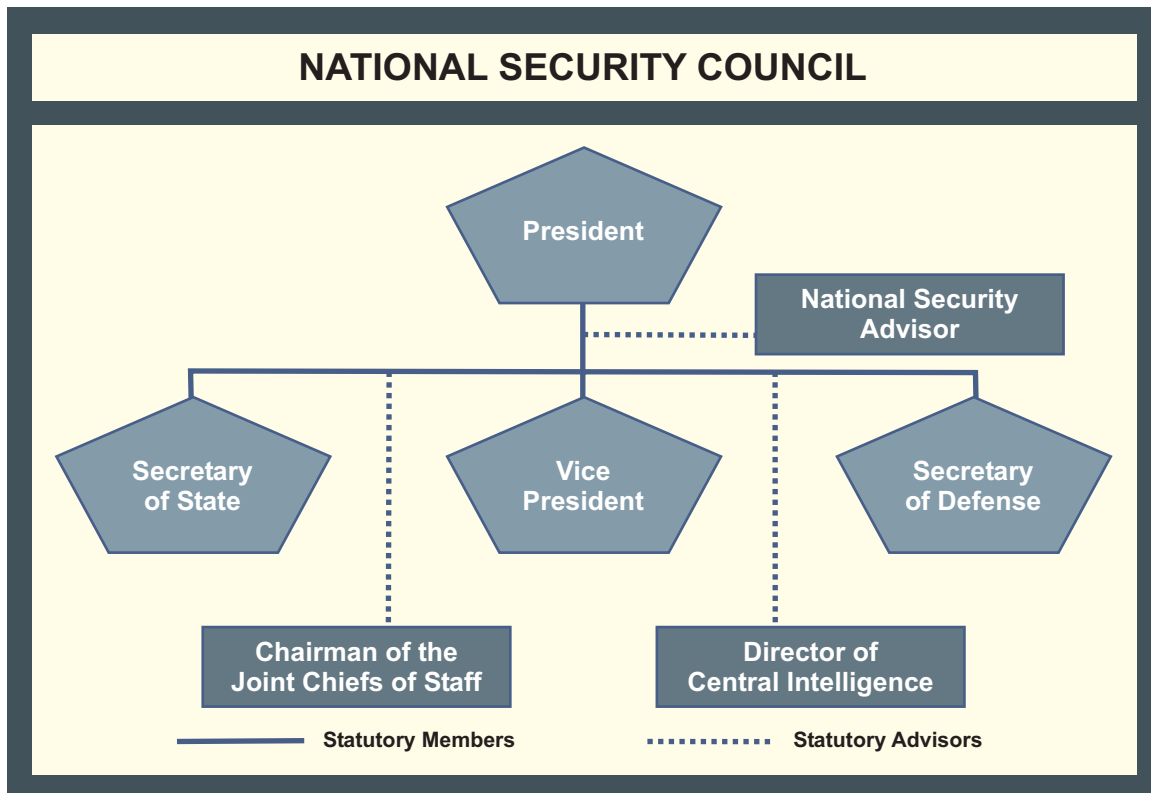 NATIONAL SECURITY COUNCIL
President
National Security
Advisor
Secretary
of State
Vice
President
Secretary
of Defense
Chairman of the
Joint Chiefs of Staff
Director of
Central Intelligence
Statutory Members
Statutory Advisors